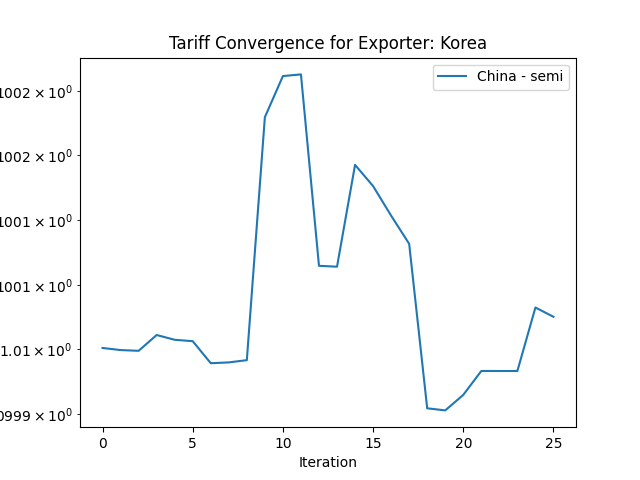 Tariff Convergence for Exporter: Korea
China - semi
1002 × 10⁰
1002 × 10⁰
1001 × 10⁰
1001 × 10⁰
1.01 × 10⁰
0999 × 10⁰
0 5 10 15 20 25
Iteration